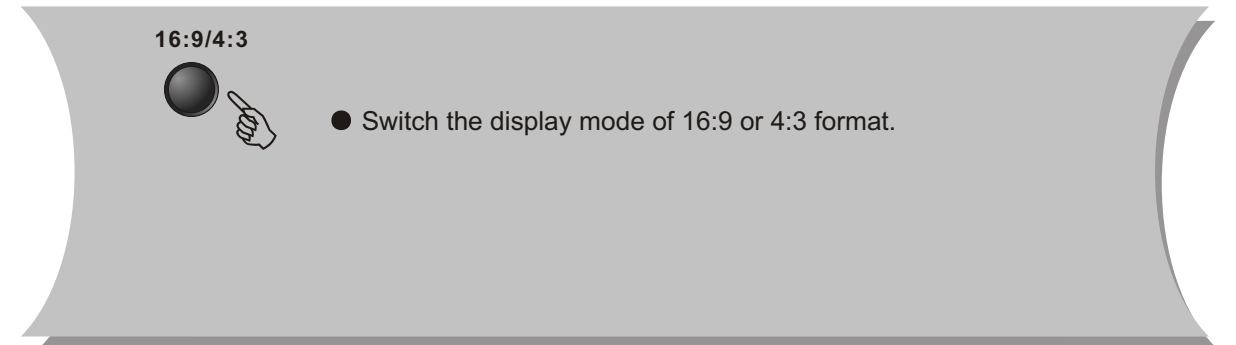 16:9/4:3
● Switch the display mode of 16:9 or 4:3 format.